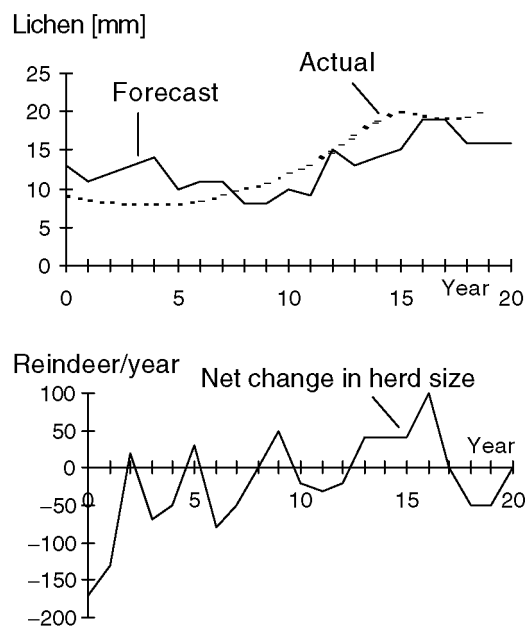 Lichen [mm]
Actual
Forecast
25
20
15
10
5
0
0 5 10 15 20
Year
Reindeer/year
Net change in herd size
Year
100
50
0
−50
−100
−150
−200
0 5 10 15 20